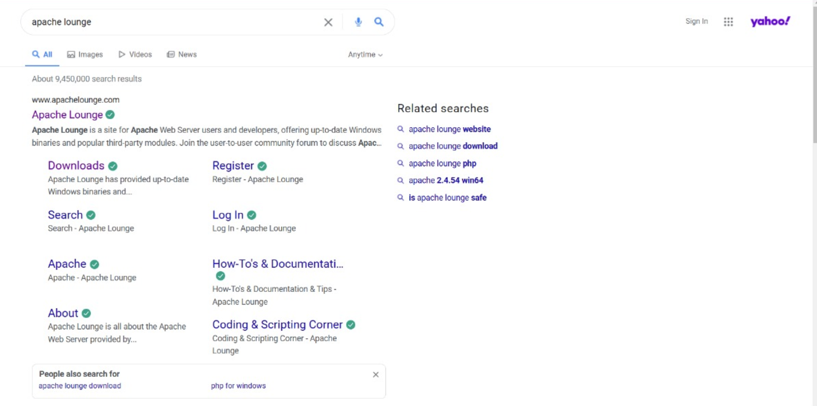 apache lounge
Sign In
yahoo!
All
Images
Videos
News
Anytime
About 9,450,000 search results
www.apachelounge.com
Apache Lounge
Apache Lounge is a site for Apache Web Server users and developers, offering up-to-date Windows
binaries and popular third-party modules. Join the user-to-user community forum to discuss Apac...
Downloads
Apache Lounge has provided up-to-date
Windows binaries and...
Register
Register - Apache Lounge
Search
Search - Apache Lounge
Log In
Log In - Apache Lounge
Apache
Apache - Apache Lounge
How-To's & Documentati...
How-To's & Documentation & Tips -
Apache Lounge
About
Apache Lounge is all about the Apache
Web Server provided by...
Coding & Scripting Corner
Coding & Scripting Corner - Apache
Lounge
People also search for
apache lounge download
php for windows
Related searches
apache lounge website
apache lounge download
apache lounge php
apache 2.4.54 win64
is apache lounge safe